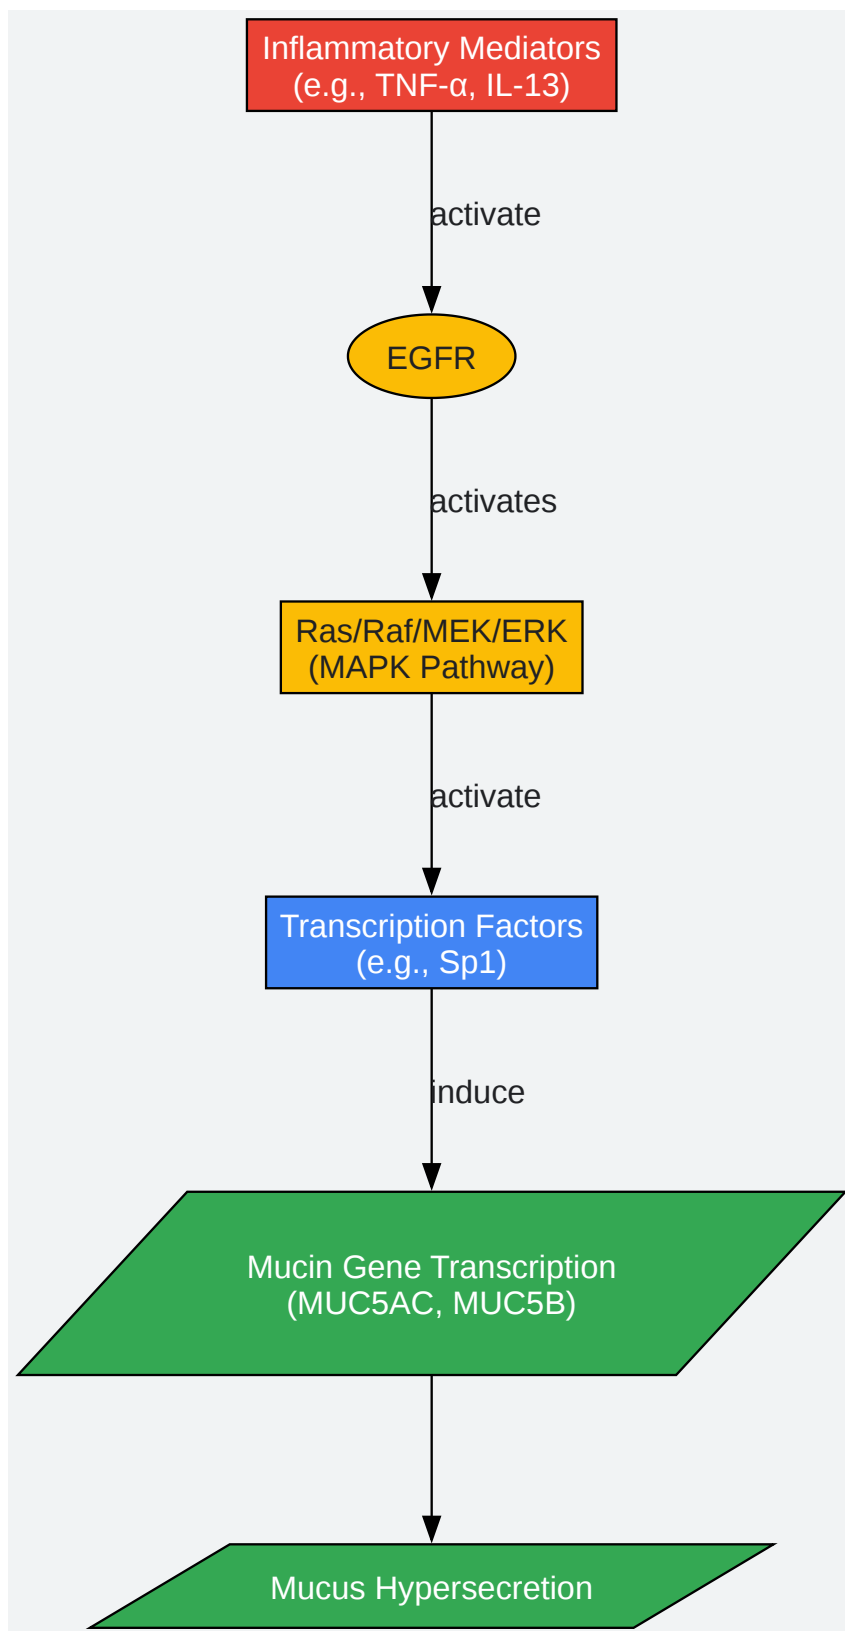 Inflammatory Mediators
(e.g., TNF-α, IL-13)
activate
EGFR
activates
Ras/Raf/MEK/ERK
(MAPK Pathway)
activate
Transcription Factors
(e.g., Sp1)
induce
Mucin Gene Transcription
(MUC5AC, MUC5B)
Mucus Hypersecretion